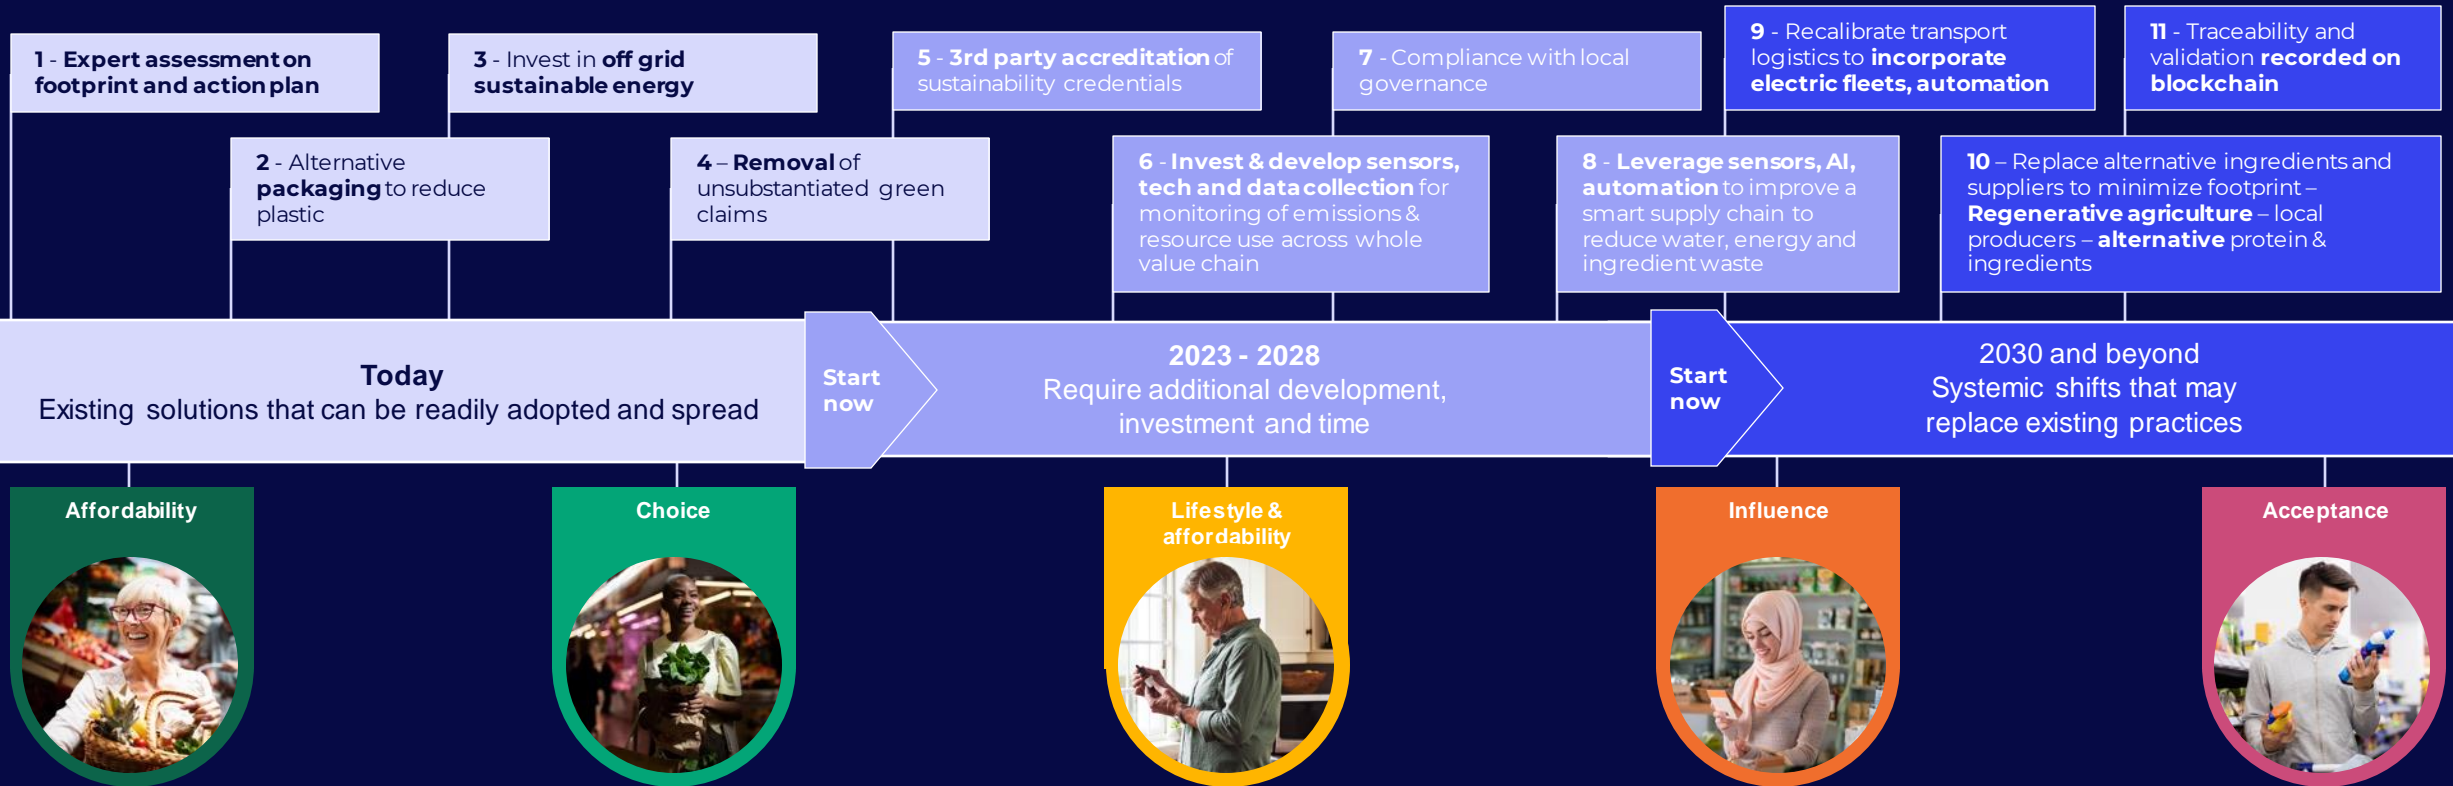 1 - Expert assessment on
footprint and action plan
2 - Alternative
packaging to reduce
plastic
3 - Invest in off grid
sustainable energy
4 – Removal of
unsubstantiated green
claims
5 - 3rd party accreditation of
sustainability credentials
6 - Invest & develop sensors,
tech and data collection for
monitoring of emissions &
resource use across whole
value chain
7 - Compliance with local
governance
8 - Leverage sensors, AI,
automation to improve a
smart supply chain to
reduce water, energy and
ingredient waste
9 - Recalibrate transport
logistics to incorporate
electric fleets, automation
10 – Replace alternative ingredients and
suppliers to minimize footprint –
Regenerative agriculture – local
producers – alternative protein &
ingredients
11 - Traceability and
validation recorded on
blockchain
Today
Existing solutions that can be readily adopted and spread
Start
now
2023 - 2028
Require additional development,
investment and time
Start
now
2030 and beyond
Systemic shifts that may
replace existing practices
Affordability
Choice
Lifestyle &
affordability
Influence
Acceptance